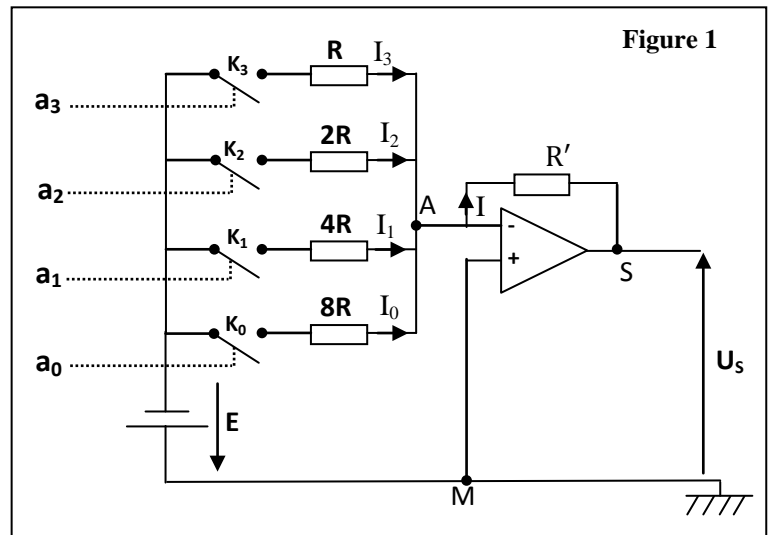 Figure 1
K₃ R I₃
a₃
K₂ 2R I₂
a₂
R′
A I
K₁ 4R I₁ -
+
a₁ S
K₀ 8R I₀
a₀
E Uₛ
M